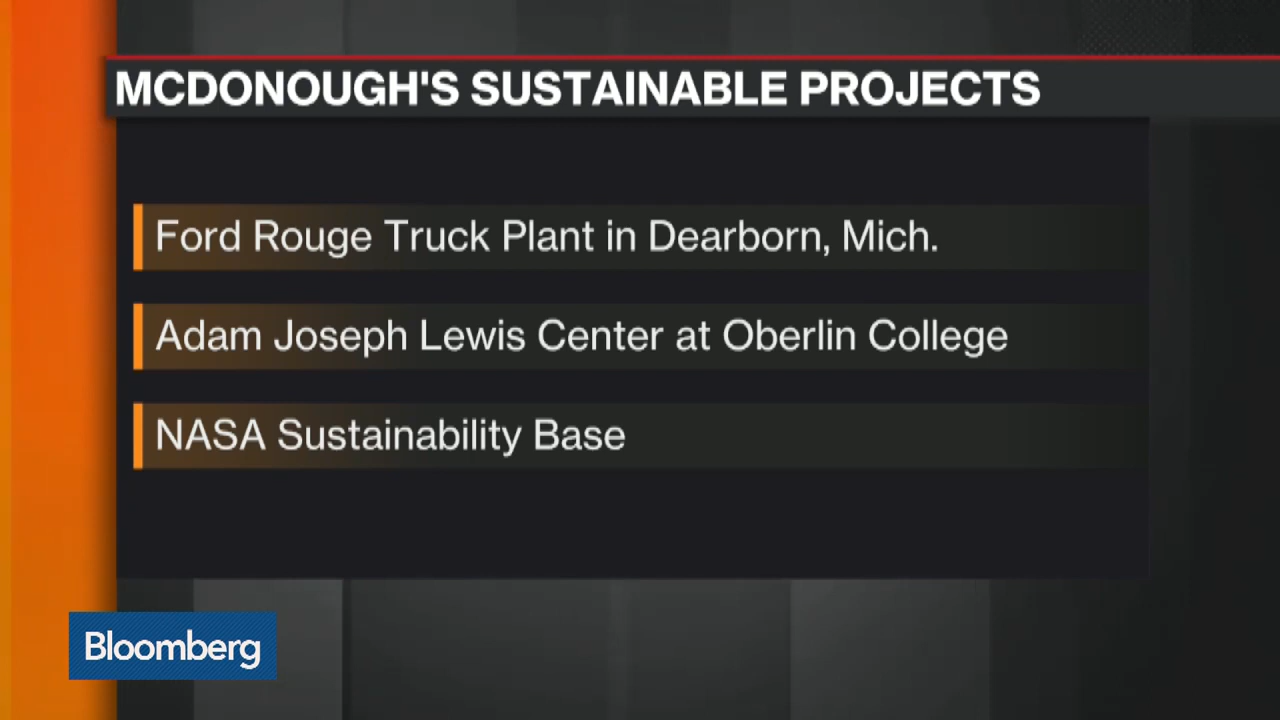 MCDONOUGH'S SUSTAINABLE PROJECTS
Ford Rouge Truck Plant in Dearborn, Mich.
Adam Joseph Lewis Center at Oberlin College
NASA Sustainability Base
Bloomberg